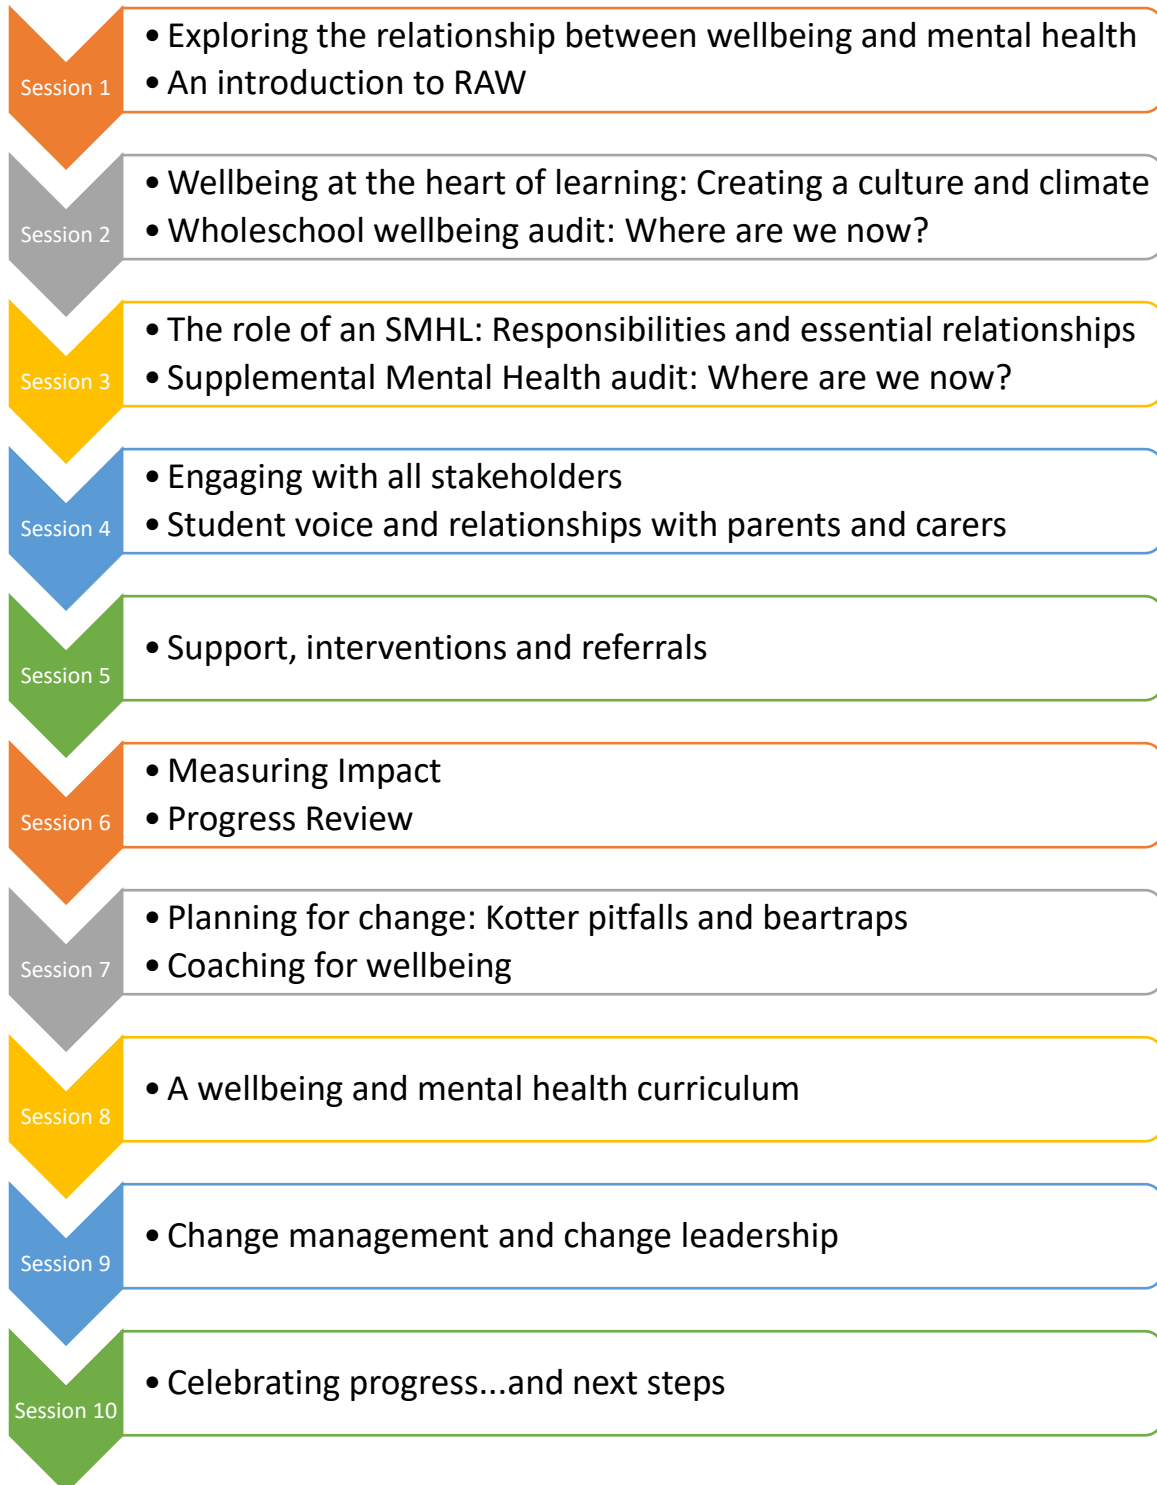 • Exploring the relationship between wellbeing and mental health
• An introduction to RAW
Session 1
• Wellbeing at the heart of learning: Creating a culture and climate
• Wholeschool wellbeing audit: Where are we now?
Session 2
• The role of an SMHL: Responsibilities and essential relationships
• Supplemental Mental Health audit: Where are we now?
Session 3
• Engaging with all stakeholders
• Student voice and relationships with parents and carers
Session 4
• Support, interventions and referrals
Session 5
• Measuring Impact
• Progress Review
Session 6
• Planning for change: Kotter pitfalls and beartraps
• Coaching for wellbeing
Session 7
• A wellbeing and mental health curriculum
Session 8
• Change management and change leadership
Session 9
• Celebrating progress...and next steps
Session 10